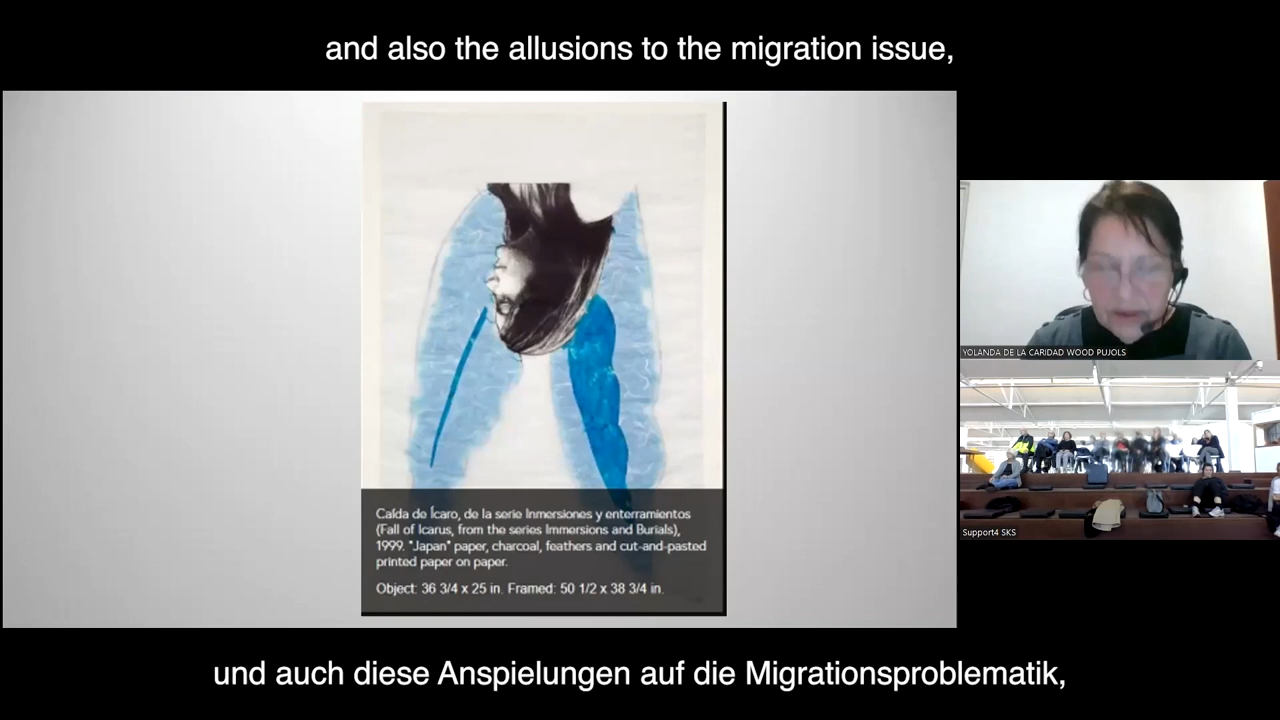 and also the allusions to the migration issue,
Caída de Ícaro, de la serie Inmersiones y enterramientos
(Fall of Icarus, from the series Immersions and Burials),
1999. "Japan" paper, charcoal, feathers and cut-and-pasted
printed paper on paper.
Object: 36 3/4 x 25 in. Framed: 50 1/2 x 38 3/4 in.
YOLANDA DE LA CARIDAD WOOD PUJOLS
Support4 SKS
und auch diese Anspielungen auf die Migrationsproblematik,